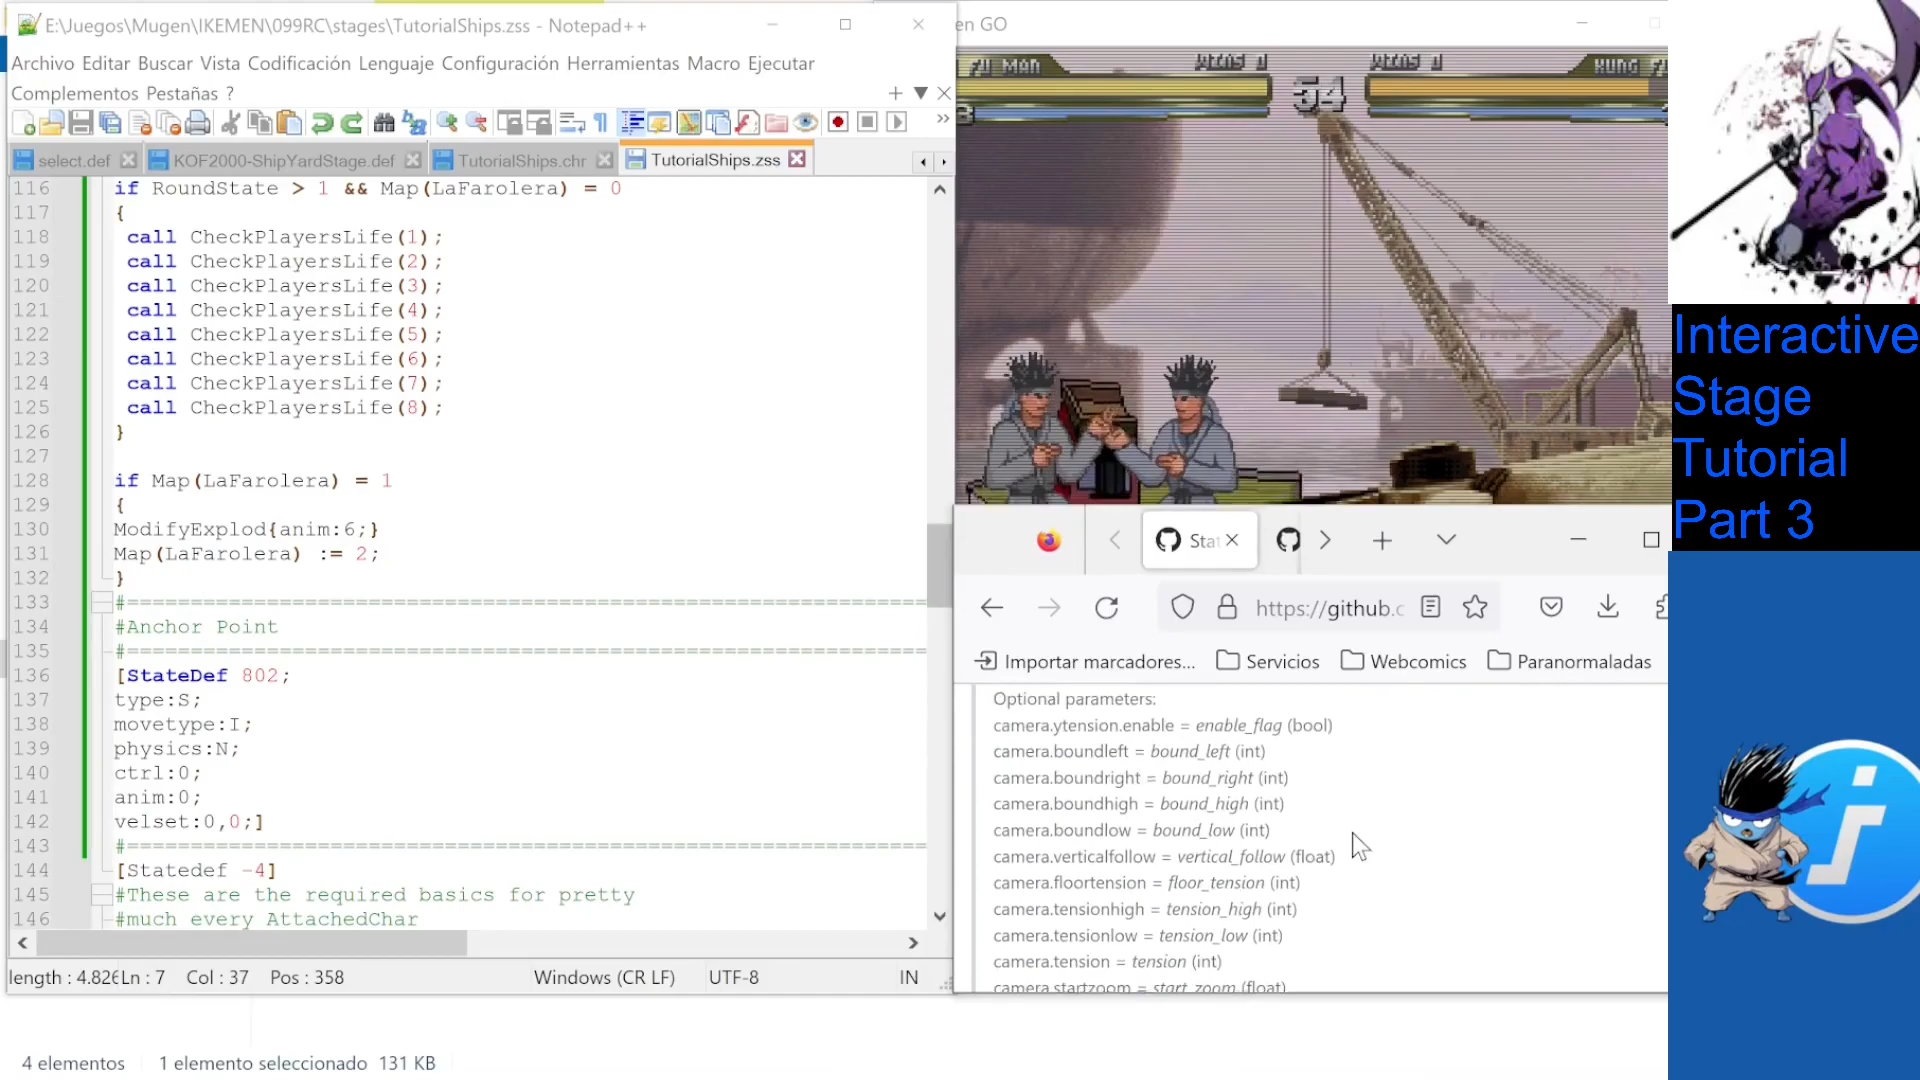 E:\Juegos\Mugen\IKEMEN\099RC\stages\TutorialShips.zss - Notepad++
Archivo Editar Buscar Vista Codificación Lenguaje Configuración Herramientas Macro Ejecutar
Complementos Pestañas ?
select.def
KOF2000-ShipYardStage.def
TutorialShips.chr
TutorialShips.zss
116 if RoundState > 1 && Map(LaFarolera) = 0
117 {
118 call CheckPlayersLife(1);
119 call CheckPlayersLife(2);
120 call CheckPlayersLife(3);
121 call CheckPlayersLife(4);
122 call CheckPlayersLife(5);
123 call CheckPlayersLife(6);
124 call CheckPlayersLife(7);
125 call CheckPlayersLife(8);
126 }
127
128 if Map(LaFarolera) = 1
129 {
130 ModifyExplod{anim:6;}
131 Map(LaFarolera) := 2;
132 }
133 #================================================================
134 #Anchor Point
135 #================================================================
136 [StateDef 802;
137 type:S;
138 movetype:I;
139 physics:N;
140 ctrl:0;
141 anim:0;
142 velset:0,0;]
143 #================================================================
144 [Statedef -4]
145 #These are the required basics for pretty
146 #much every AttachedChar
length : 4.826 Ln : 7 Col : 37 Pos : 358 Windows (CR LF) UTF-8 IN
4 elementos 1 elemento seleccionado 131 KB
en GO
FU MAN
WINS 0
54
WINS 0
KUNG FU
Stat
https://github.c
Importar marcadores... Servicios Webcomics Paranormaladas
Optional parameters:
camera.ytension.enable = enable_flag (bool)
camera.boundleft = bound_left (int)
camera.boundright = bound_right (int)
camera.boundhigh = bound_high (int)
camera.boundlow = bound_low (int)
camera.verticalfollow = vertical_follow (float)
camera.floortension = floor_tension (int)
camera.tensionhigh = tension_high (int)
camera.tensionlow = tension_low (int)
camera.tension = tension (int)
camera.startzoom = start_zoom (float)
Interactive
Stage
Tutorial
Part 3